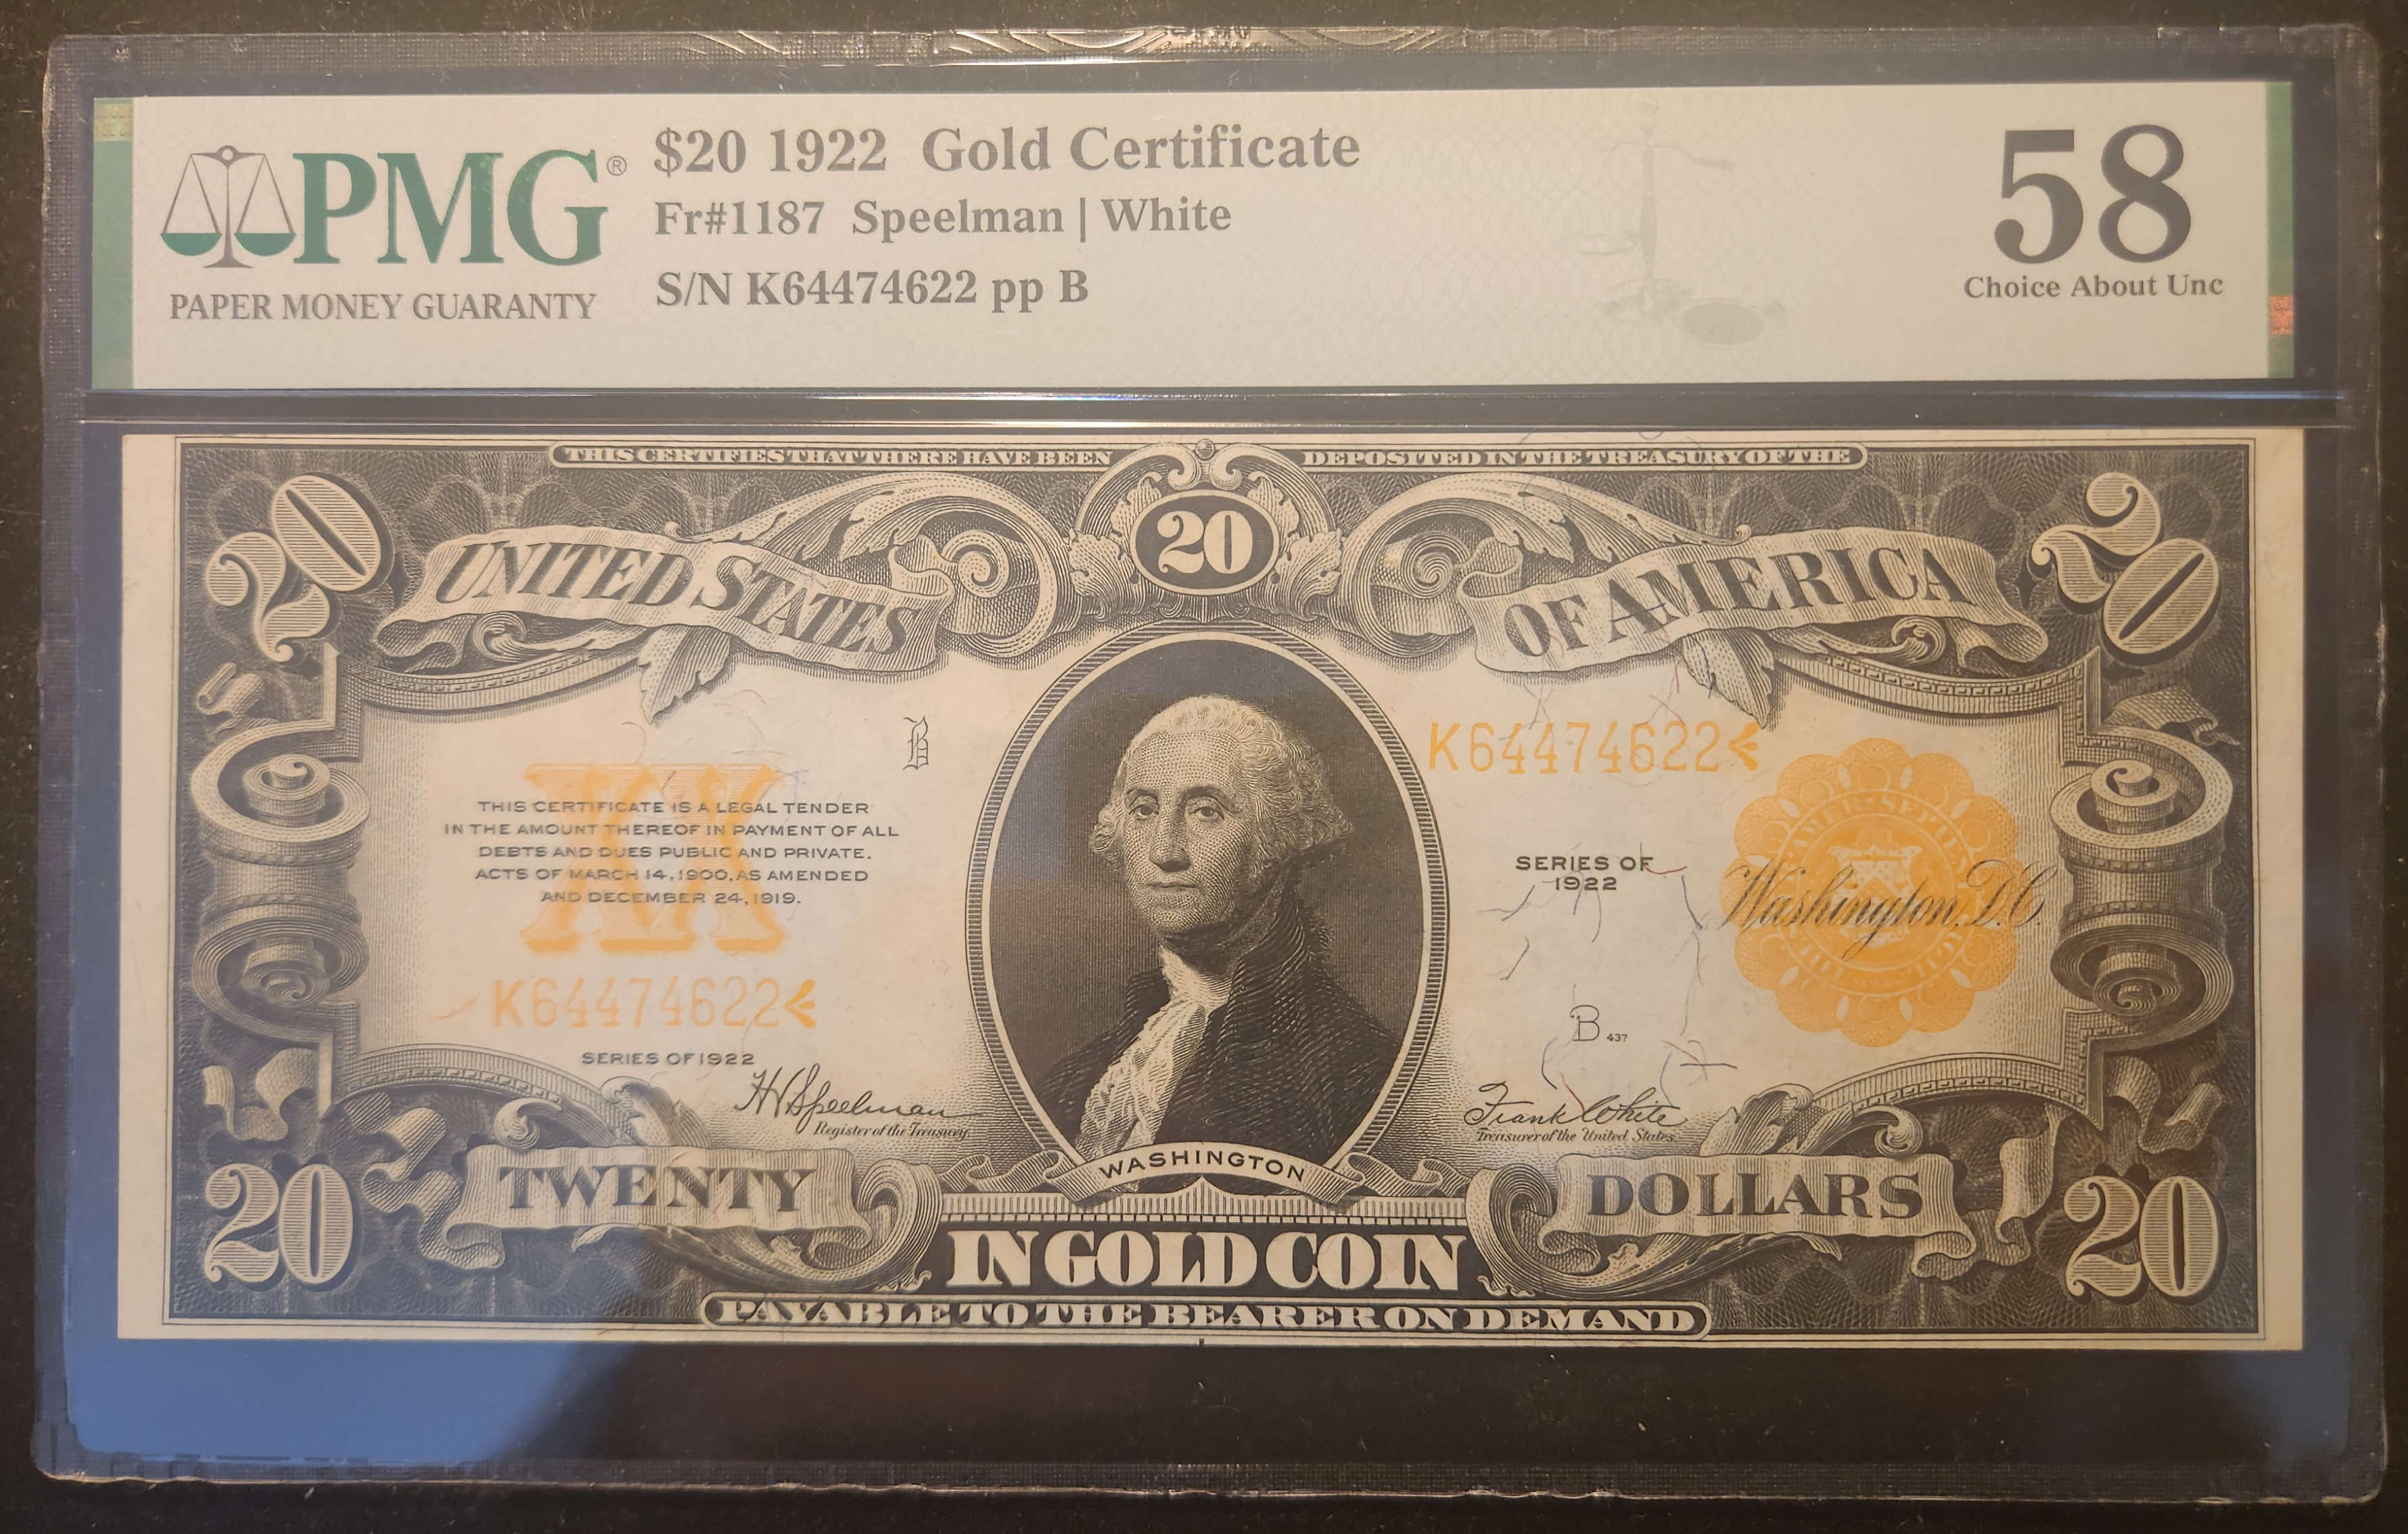 PMG®
PAPER MONEY GUARANTY
$20 1922 Gold Certificate
Fr#1187 Speelman | White
S/N K64474622 pp B
58
Choice About Unc
THIS CERTIFIES THAT THERE HAVE BEEN DEPOSITED IN THE TREASURY OF THE
20 20 20
UNITED STATES OF AMERICA
B
K64474622
XX
THIS CERTIFICATE IS A LEGAL TENDER
IN THE AMOUNT THEREOF IN PAYMENT OF ALL
DEBTS AND DUES PUBLIC AND PRIVATE.
ACTS OF MARCH 14, 1900, AS AMENDED
AND DECEMBER 24, 1919.
SERIES OF
1922
Washington, D.C.
K64474622
B 437
SERIES OF 1922
H V Speelman
Register of the Treasury.
Frank White
Treasurer of the United States.
WASHINGTON
20 TWENTY DOLLARS 20
IN GOLD COIN
PAYABLE TO THE BEARER ON DEMAND